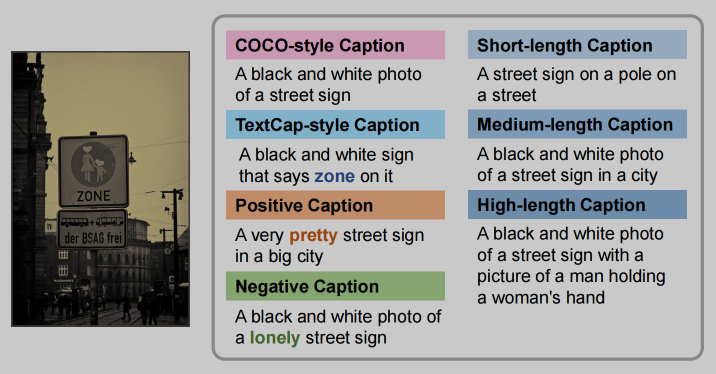 ZONE
der BSAG frei
COCO-style Caption
A black and white photo
of a street sign
TextCap-style Caption
A black and white sign
that says zone on it
Positive Caption
A very pretty street sign
in a big city
Negative Caption
A black and white photo of
a lonely street sign
Short-length Caption
A street sign on a pole on
a street
Medium-length Caption
A black and white photo
of a street sign in a city
High-length Caption
A black and white photo
of a street sign with a
picture of a man holding
a woman's hand